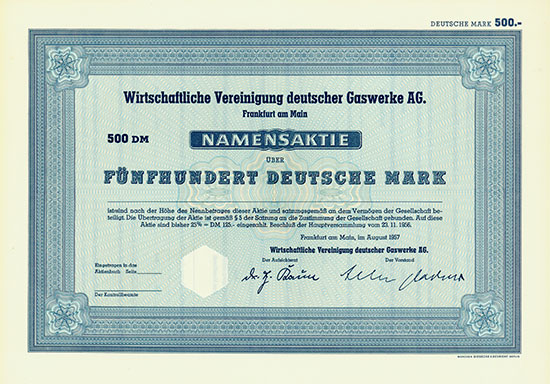 DEUTSCHE MARK 500.-
Wirtschaftliche Vereinigung deutscher Gaswerke AG.
Frankfurt am Main
500 DM
NAMENSAKTIE
ÜBER
FÜNFHUNDERT DEUTSCHE MARK
ist nach der Höhe des Nennbetrages dieser Aktie und satzungsgemäß an dem Vermögen der Gesellschaft be-
teiligt. Die Übertragung der Aktie ist gemäß § 3 der Satzung an die Zustimmung der Gesellschaft gebunden. Auf diese
Aktie sind bisher 25% = DM 125.- eingezahlt. Beschluß der Hauptversammlung vom 23. 11. 1956.
Frankfurt am Main, im August 1957
Wirtschaftliche Vereinigung deutscher Gaswerke AG.
Der Aufsichtsrat Der Vorstand
Eingetragen in das
Aktienbuch Seite
Der Kontrollbeamte